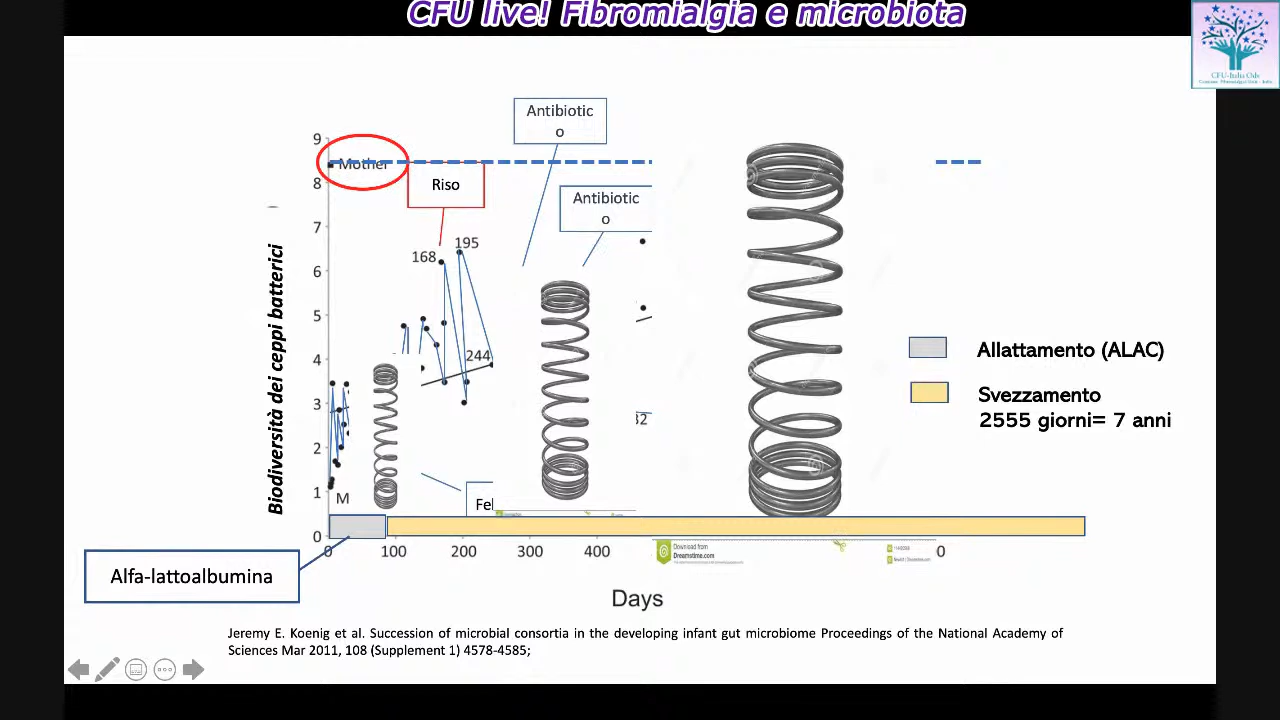 CFU live! Fibromialgia e microbiota
CFU-Italia Odv
Antibiotic
o
Mother
Riso
Antibiotic
o
9
8
7
6
5
4
3
2
1
0
Biodiversità dei ceppi batterici
168
195
244
32
M
Fe
0
100
200
300
400
0
Download from
Dreamstime.com
Days
Allattamento (ALAC)
Svezzamento
2555 giorni= 7 anni
Alfa-lattoalbumina
Jeremy E. Koenig et al. Succession of microbial consortia in the developing infant gut microbiome Proceedings of the National Academy of
Sciences Mar 2011, 108 (Supplement 1) 4578-4585;